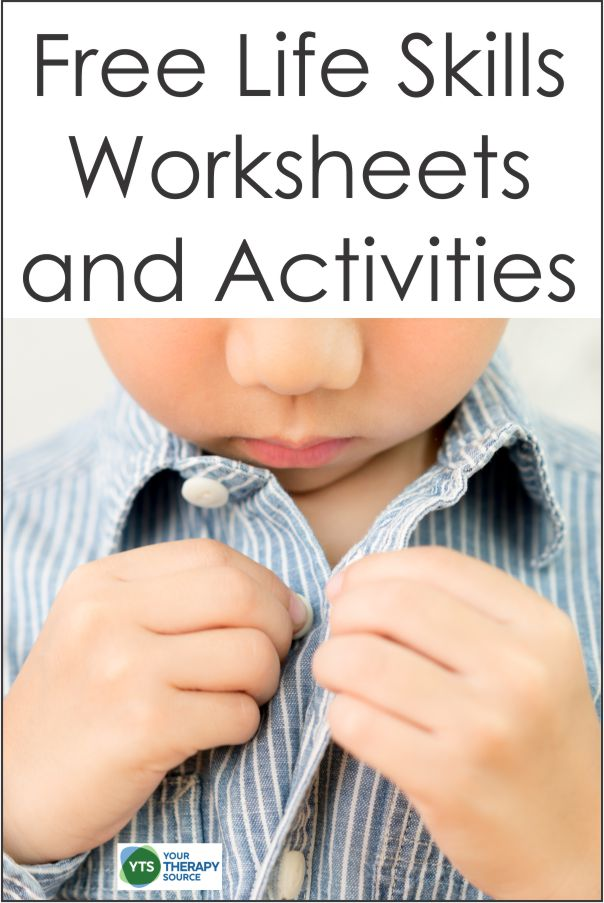 Free Life Skills
Worksheets
and Activities
YTS
YOUR
THERAPY
SOURCE